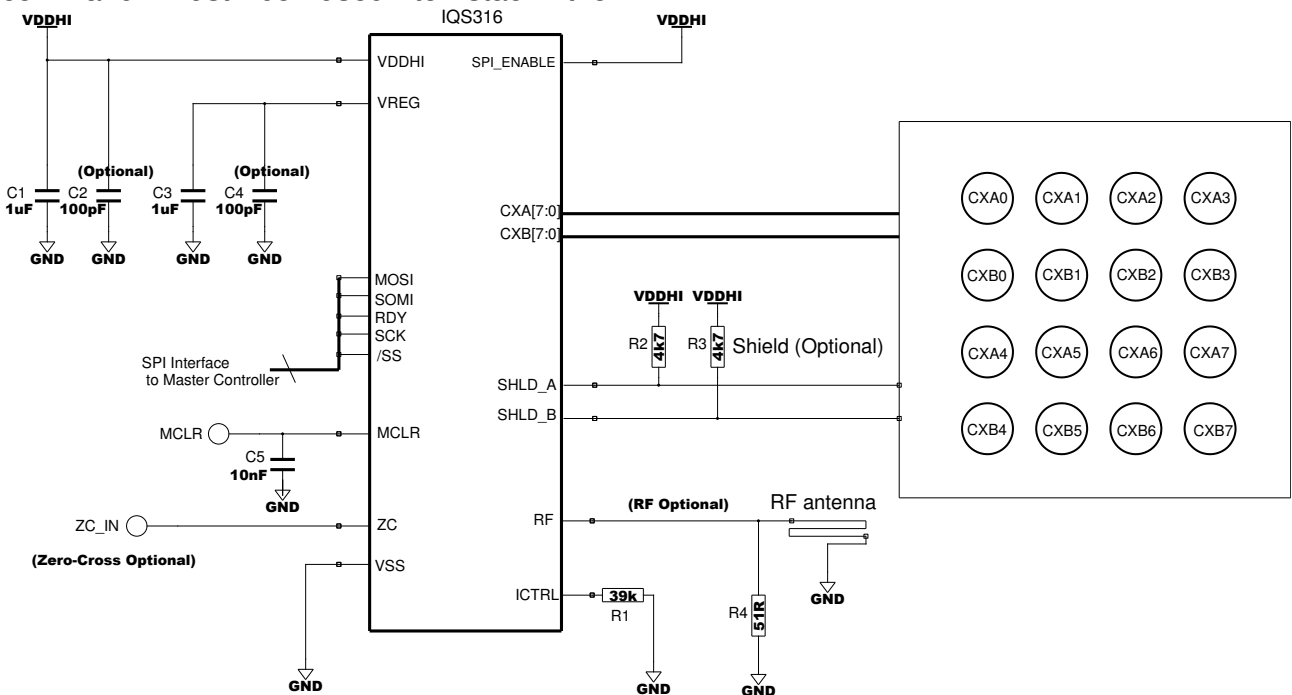 IQS316
VDDHI
VDDHI
VDDHI
SPI_ENABLE
VREG
(Optional)
(Optional)
C1
1uF
C2
100pF
C3
1uF
C4
100pF
GND
GND
GND
GND
CXA[7:0]
CXB[7:0]
CXA0
CXA1
CXA2
CXA3
CXB0
CXB1
CXB2
CXB3
CXA4
CXA5
CXA6
CXA7
CXB4
CXB5
CXB6
CXB7
MOSI
SOMI
RDY
SCK
/SS
SPI Interface
to Master Controller
VDDHI
VDDHI
R2
4k7
R3
4k7
Shield (Optional)
SHLD_A
SHLD_B
MCLR
MCLR
C5
10nF
GND
ZC_IN
ZC
(Zero-Cross Optional)
VSS
GND
RF
(RF Optional)
RF antenna
GND
ICTRL
39k
R1
GND
R4
51R
GND